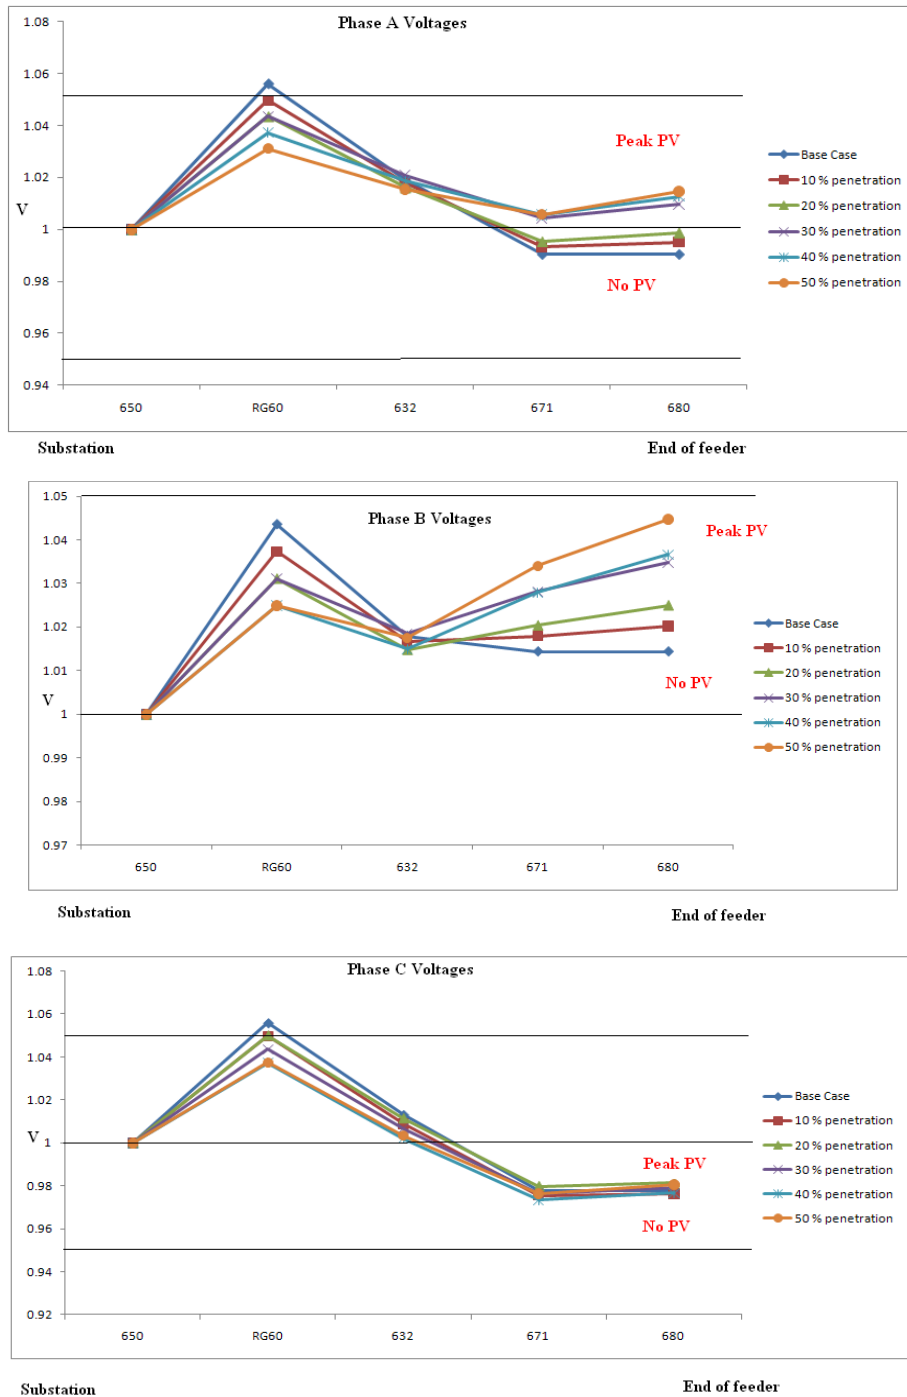 Phase A Voltages
1.08
1.06
1.04
1.02
1
0.98
0.96
0.94
V
Peak PV
No PV
650 RG60 632 671 680
Base Case
10 % penetration
20 % penetration
30 % penetration
40 % penetration
50 % penetration
Substation End of feeder
Phase B Voltages
1.05
1.04
1.03
1.02
1.01
1
0.99
0.98
0.97
V
Peak PV
No PV
650 RG60 632 671 680
Base Case
10 % penetration
20 % penetration
30 % penetration
40 % penetration
50 % penetration
Substation End of feeder
Phase C Voltages
1.08
1.06
1.04
1.02
1
0.98
0.96
0.94
0.92
V
Peak PV
No PV
650 RG60 632 671 680
Base Case
10 % penetration
20 % penetration
30 % penetration
40 % penetration
50 % penetration
Substation End of feeder